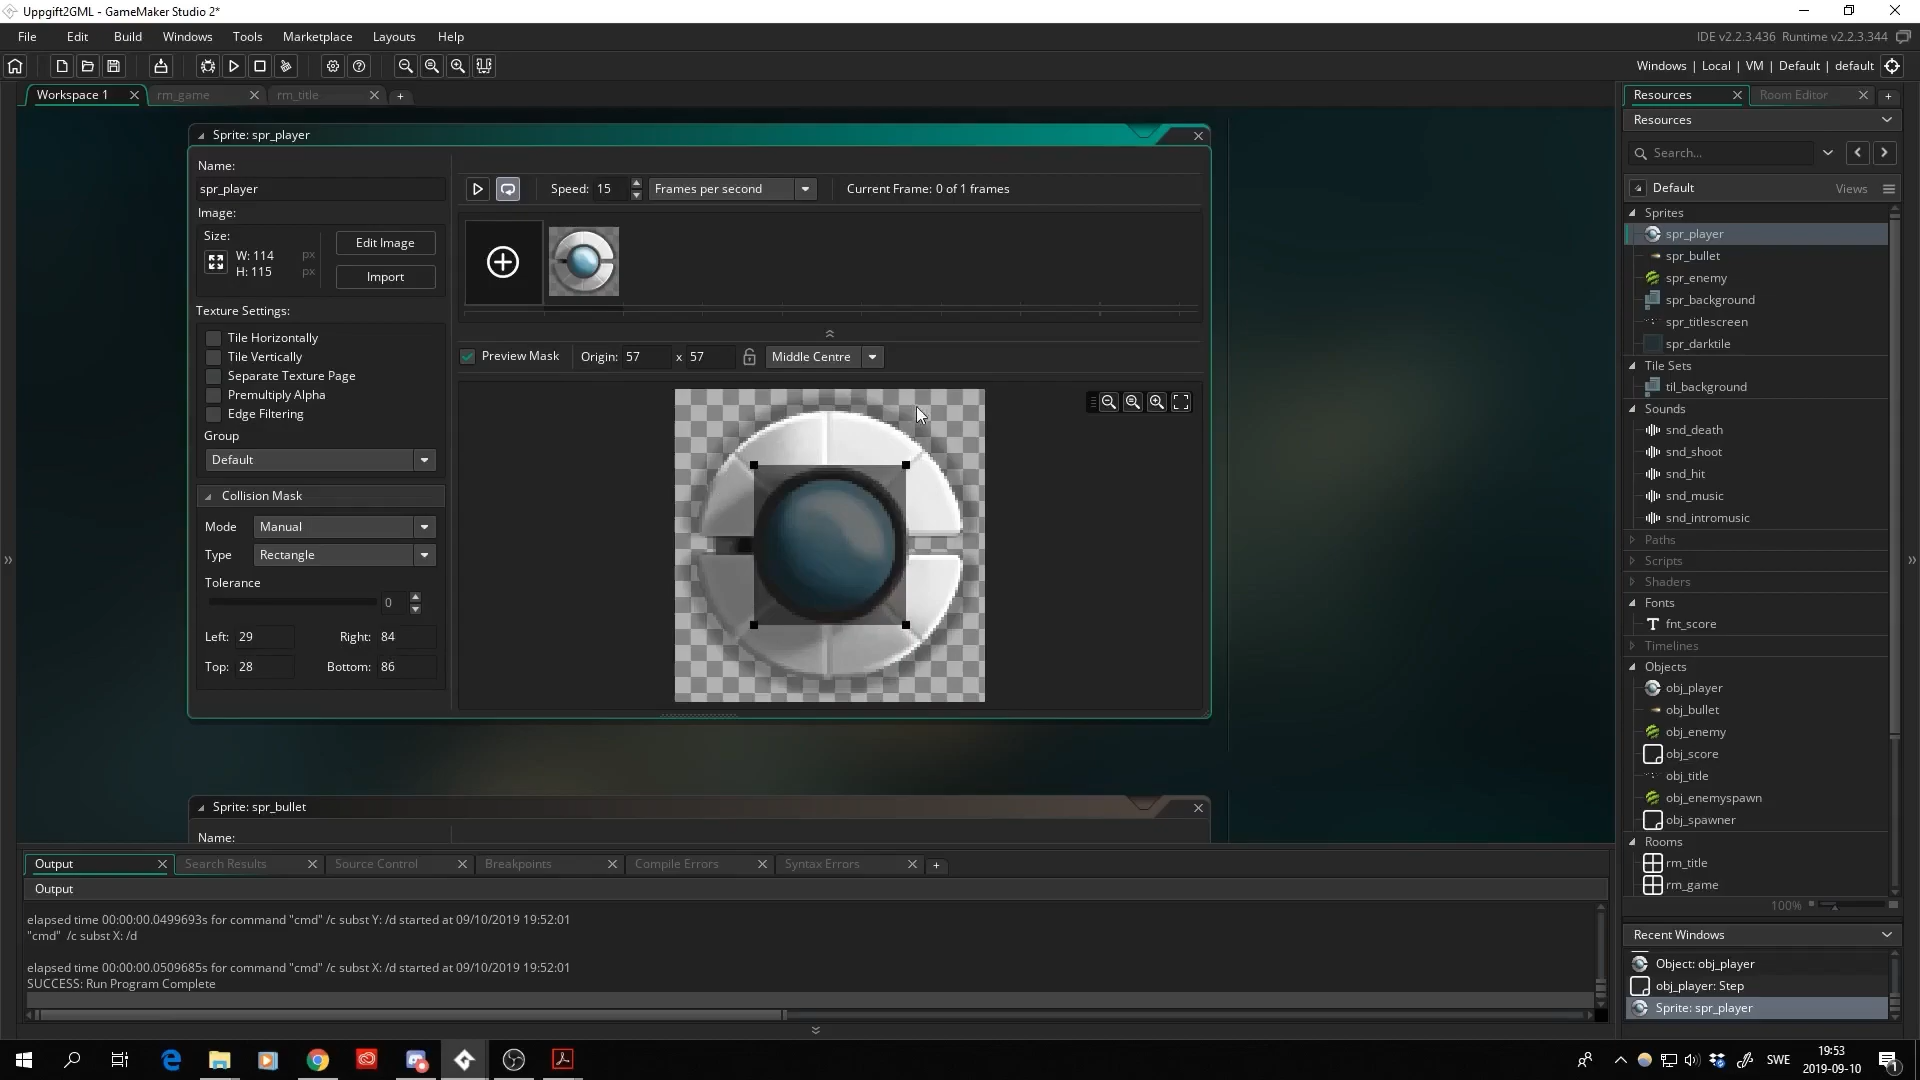 Uppgift2GML - GameMaker Studio 2*
File Edit Build Windows Tools Marketplace Layouts Help
IDE v2.2.3.436 Runtime v2.2.3.344
Windows | Local | VM | Default | default
Workspace 1 rm_game rm_title
Sprite: spr_player
Name:
spr_player
Image:
Size:
W: 114 px
H: 115 px
Edit Image
Import
Texture Settings:
Tile Horizontally
Tile Vertically
Separate Texture Page
Premultiply Alpha
Edge Filtering
Group
Default
Collision Mask
Mode Manual
Type Rectangle
Tolerance
0
Left: 29 Right: 84
Top: 28 Bottom: 86
Speed: 15 Frames per second Current Frame: 0 of 1 frames
Preview Mask Origin: 57 x 57 Middle Centre
Sprite: spr_bullet
Name:
Output Search Results Source Control Breakpoints Compile Errors Syntax Errors
Output
elapsed time 00:00:00.0499693s for command "cmd" /c subst Y: /d started at 09/10/2019 19:52:01
"cmd" /c subst X: /d
elapsed time 00:00:00.0509685s for command "cmd" /c subst X: /d started at 09/10/2019 19:52:01
SUCCESS: Run Program Complete
Resources Room Editor
Resources
Search...
Default Views
Sprites
spr_player
spr_bullet
spr_enemy
spr_background
spr_titlescreen
spr_darktile
Tile Sets
til_background
Sounds
snd_death
snd_shoot
snd_hit
snd_music
snd_intromusic
Paths
Scripts
Shaders
Fonts
fnt_score
Timelines
Objects
obj_player
obj_bullet
obj_enemy
obj_score
obj_title
obj_enemyspawn
obj_spawner
Rooms
rm_title
rm_game
100%
Recent Windows
Object: obj_player
obj_player: Step
Sprite: spr_player
SWE
19:53
2019-09-10
1